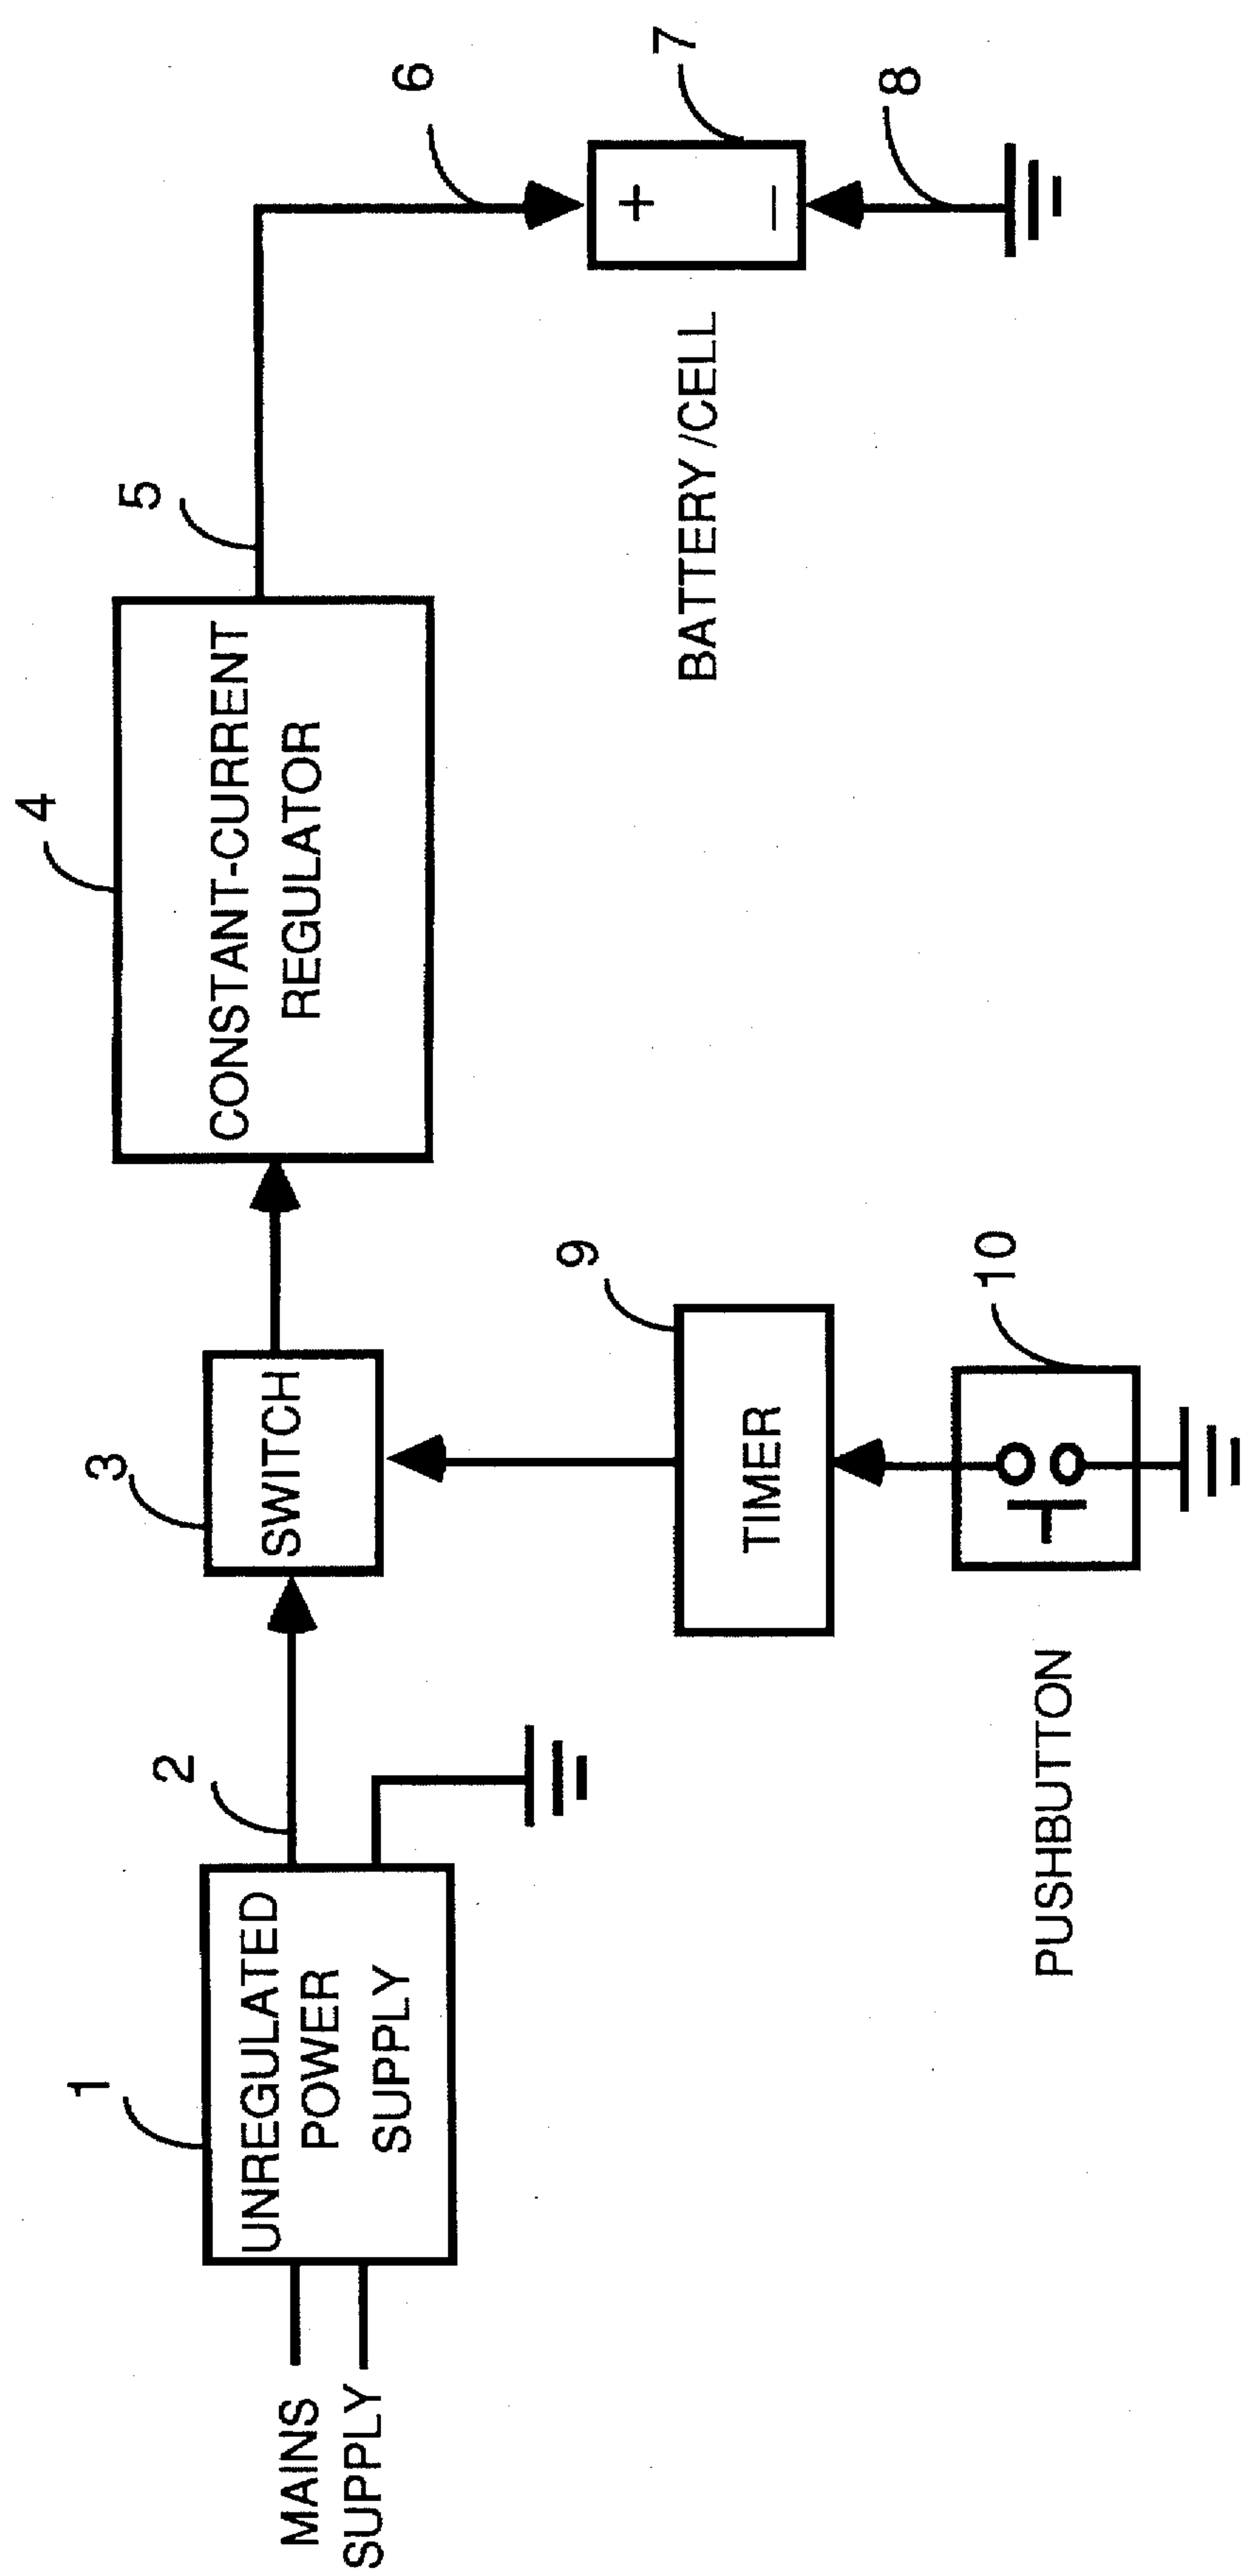 MAINS
SUPPLY
1
UNREGULATED
POWER
SUPPLY
2
3
SWITCH
4
CONSTANT-CURRENT
REGULATOR
5
6
7
+
−
8
BATTERY/CELL
9
TIMER
10
PUSHBUTTON